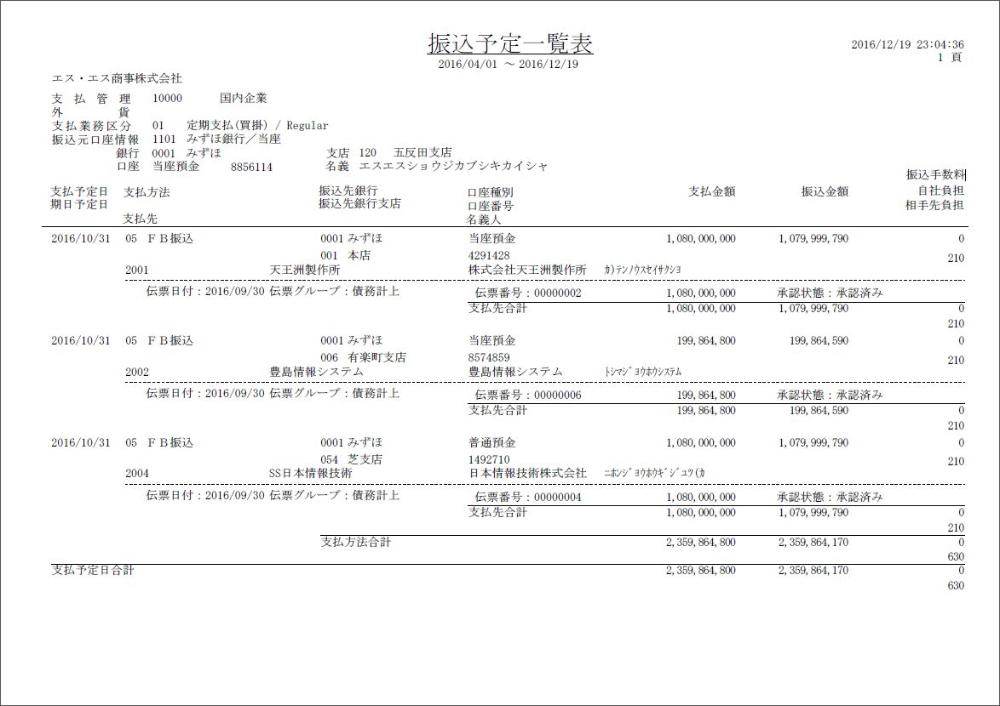 振込予定一覧表
2016/04/01 ～ 2016/12/19
2016/12/19 23:04:36
1 頁
エス・エス商事株式会社
支 払 管 理 10000 国内企業
外 貨
支払業務区分 01 定期支払(買掛) / Regular
振込元口座情報 1101 みずほ銀行／当座
銀行 0001 みずほ 支店 120 五反田支店
口座 当座預金 8856114 名義 エスエスショウジカブシキカイシャ
振込手数料
支払予定日 支払方法 振込先銀行 口座種別 支払金額 振込金額 自社負担
期日予定日 振込先銀行支店 口座番号 相手先負担
支払先 名義人
2016/10/31 05 ＦＢ振込 0001 みずほ 当座預金 1,080,000,000 1,079,999,790 0
001 本店 4291428 210
2001 天王洲製作所 株式会社天王洲製作所 ｶ)ﾃﾝﾉｳｽｾｲｻｸｼﾖ
伝票日付：2016/09/30 伝票グループ：債務計上 伝票番号：00000002 1,080,000,000 承認状態：承認済み
支払先合計 1,080,000,000 1,079,999,790 0
210
2016/10/31 05 ＦＢ振込 0001 みずほ 当座預金 199,864,800 199,864,590 0
006 有楽町支店 8574859 210
2002 豊島情報システム 豊島情報システム ﾄｼﾏｼﾞﾖｳﾎｳｼｽﾃﾑ
伝票日付：2016/09/30 伝票グループ：債務計上 伝票番号：00000006 199,864,800 承認状態：承認済み
支払先合計 199,864,800 199,864,590 0
210
2016/10/31 05 ＦＢ振込 0001 みずほ 普通預金 1,080,000,000 1,079,999,790 0
054 芝支店 1492710 210
2004 SS日本情報技術 日本情報技術株式会社 ﾆﾎﾝｼﾞﾖｳﾎｳｷﾞｼﾞﾕﾂ(ｶ
伝票日付：2016/09/30 伝票グループ：債務計上 伝票番号：00000004 1,080,000,000 承認状態：承認済み
支払先合計 1,080,000,000 1,079,999,790 0
210
支払方法合計 2,359,864,800 2,359,864,170 0
630
支払予定日合計 2,359,864,800 2,359,864,170 0
630